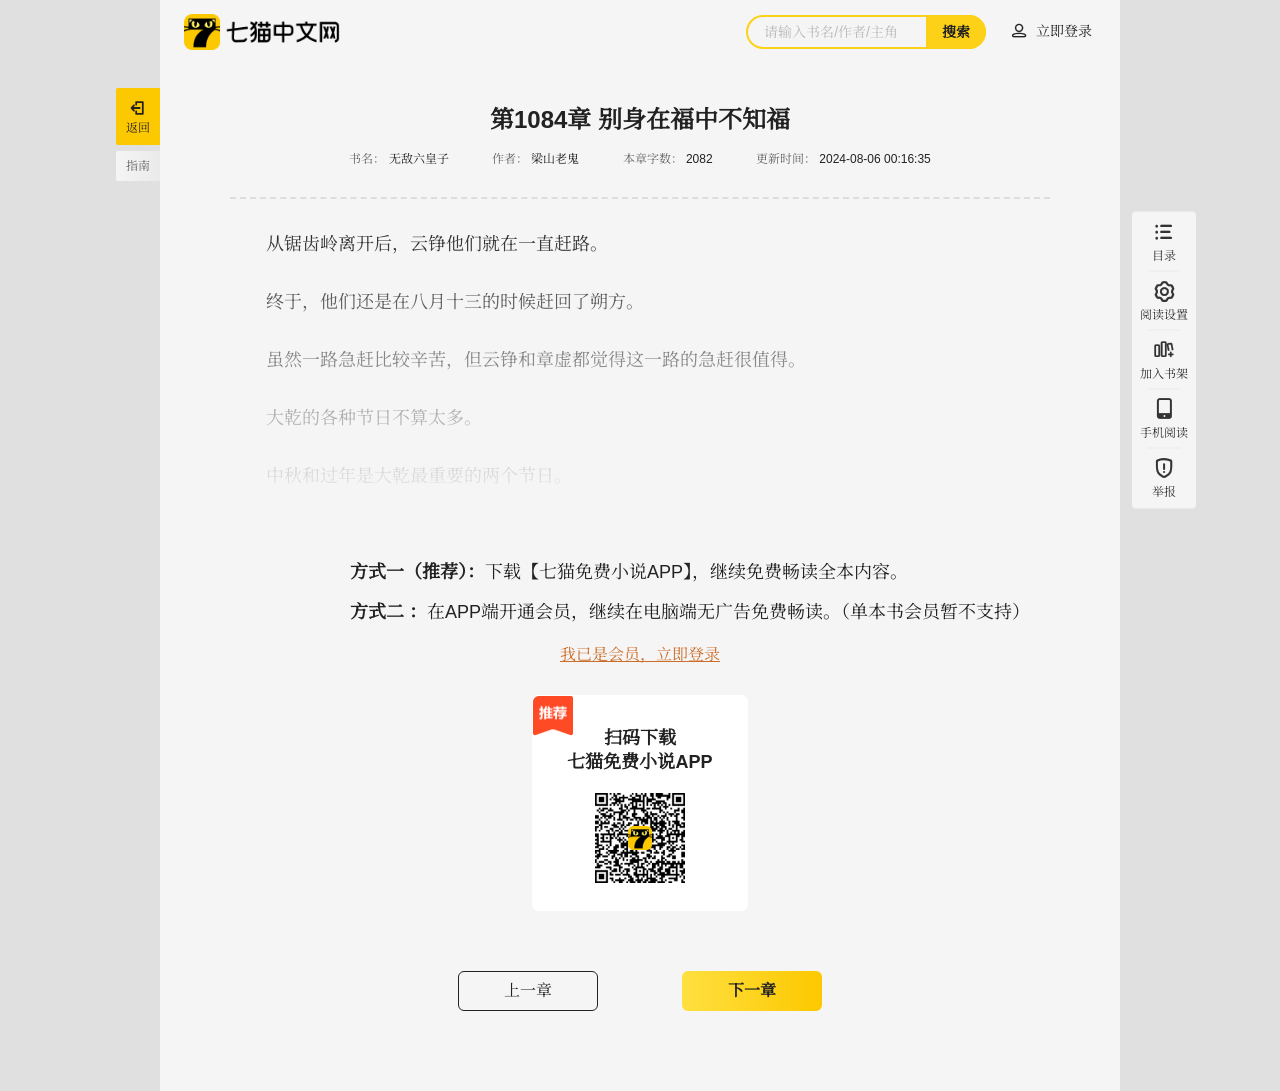 七猫中文网
请输入书名/作者/主角
搜索
立即登录
返回
指南
第1084章 别身在福中不知福
书名： 无敌六皇子 作者： 梁山老鬼 本章字数： 2082 更新时间： 2024-08-06 00:16:35
从锯齿岭离开后，云铮他们就在一直赶路。
终于，他们还是在八月十三的时候赶回了朔方。
虽然一路急赶比较辛苦，但云铮和章虚都觉得这一路的急赶很值得。
大乾的各种节日不算太多。
中秋和过年是大乾最重要的两个节日。
目录
阅读设置
加入书架
手机阅读
举报
方式一（推荐）： 下载【七猫免费小说APP】，继续免费畅读全本内容。
方式二 ： 在APP端开通会员，继续在电脑端无广告免费畅读。（单本书会员暂不支持）
我已是会员，立即登录
推荐
扫码下载
七猫免费小说APP
上一章
下一章